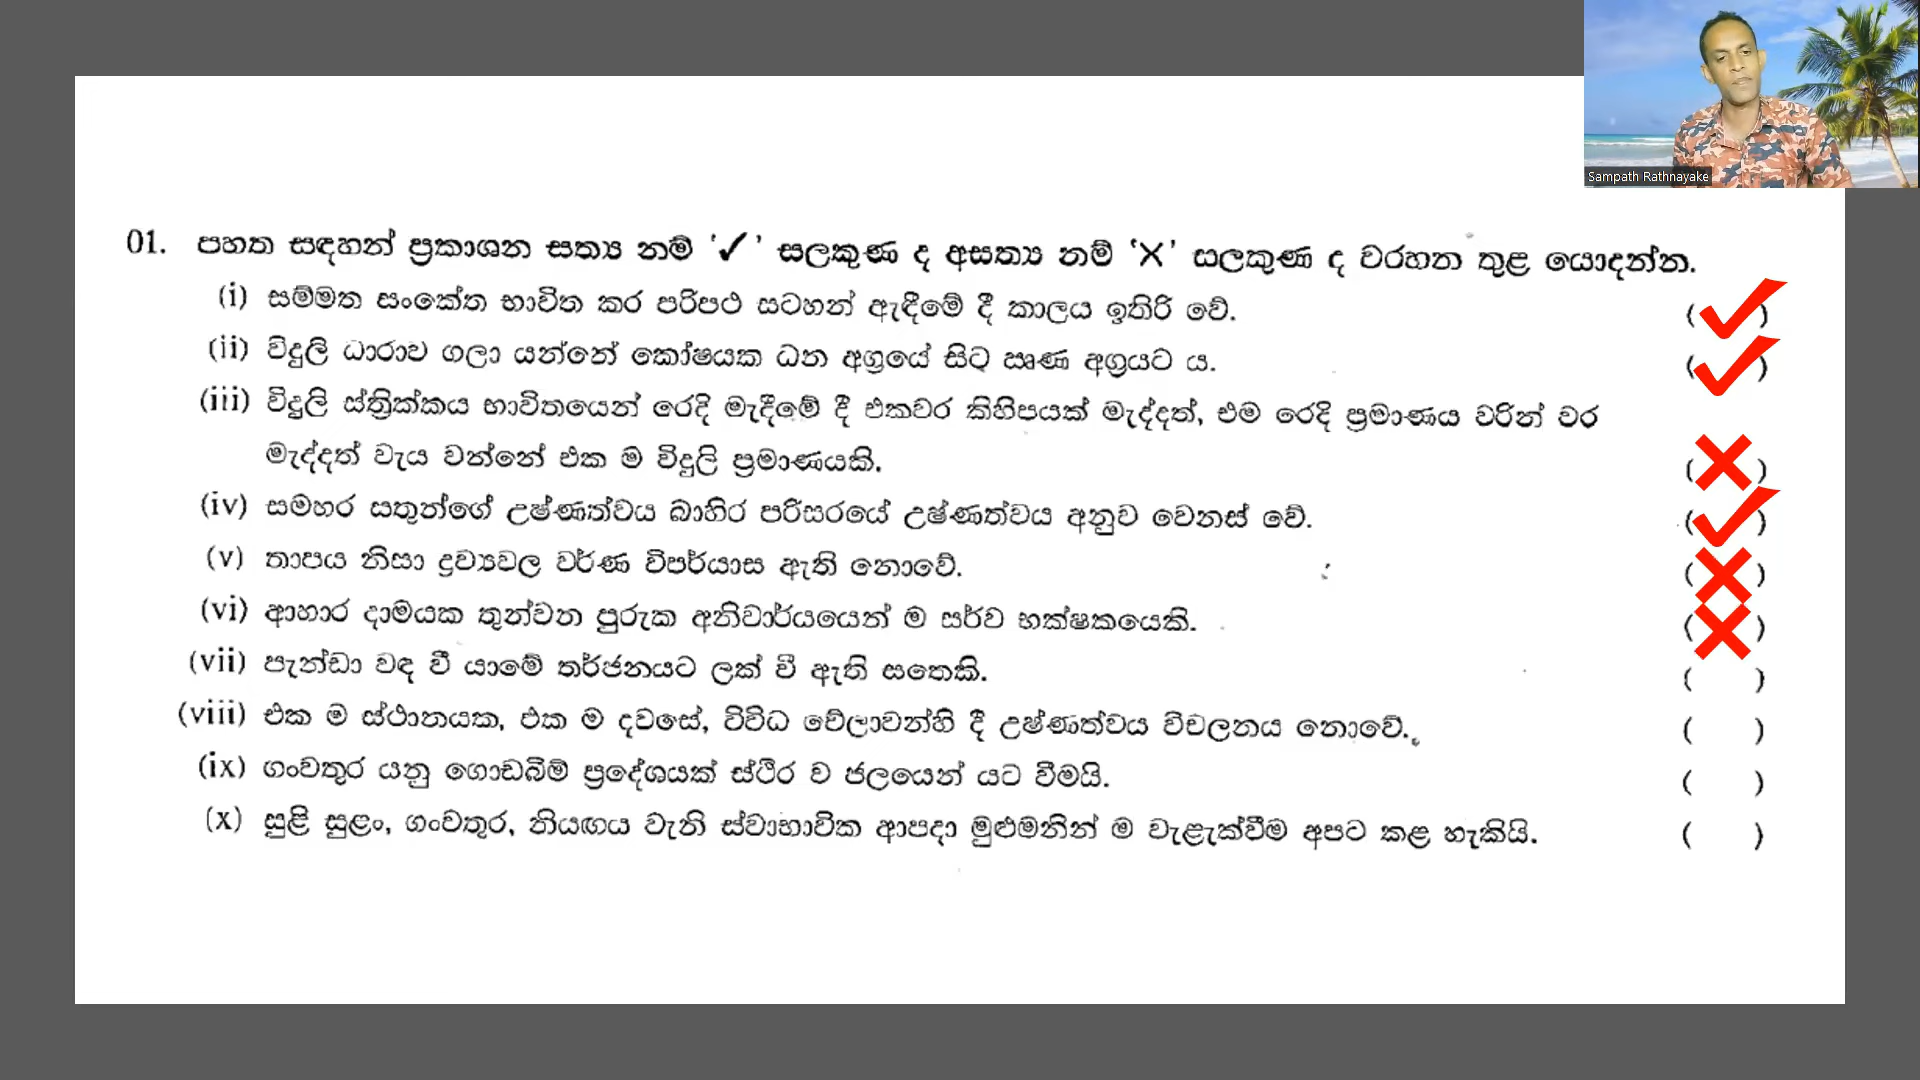 Sampath Rathnayake
01. පහත සඳහන් ප්‍රකාශන සත්‍ය නම් '✓' සලකුණ ද අසත්‍ය නම් 'X' සලකුණ ද වරහන තුළ යොදන්න.
(i) සම්මත සංකේත භාවිත කර පරිපථ සටහන් ඇඳීමේ දී කාලය ඉතිරි වේ. (✓)
(ii) විදුලි ධාරාව ගලා යන්නේ කෝෂයක ධන අග්‍රයේ සිට ඍණ අග්‍රයට ය. (✓)
(iii) විදුලි ස්ත්‍රික්කය භාවිතයෙන් රෙදි මැදීමේ දී එකවර කිහිපයක් මැද්දත්, එම රෙදි ප්‍රමාණය වරින් වර
මැද්දත් වැය වන්නේ එක ම විදුලි ප්‍රමාණයකි. (X)
(iv) සමහර සතුන්ගේ උෂ්ණත්වය බාහිර පරිසරයේ උෂ්ණත්වය අනුව වෙනස් වේ. (✓)
(v) තාපය නිසා ද්‍රව්‍යවල වර්ණ විපර්යාස ඇති නොවේ. (X)
(vi) ආහාර දාමයක තුන්වන පුරුක අනිවාර්යයෙන් ම සර්ව භක්ෂකයෙකි. (X)
(vii) පැන්ඩා වඳ වී යාමේ තර්ජනයට ලක් වී ඇති සතෙකි. ( )
(viii) එක ම ස්ථානයක, එක ම දවසේ, විවිධ වේලාවන්හි දී උෂ්ණත්වය විචලනය නොවේ. ( )
(ix) ගංවතුර යනු ගොඩබිම් ප්‍රදේශයක් ස්ථිර ව ජලයෙන් යට වීමයි. ( )
(x) සුළි සුළං, ගංවතුර, නියඟය වැනි ස්වාභාවික ආපදා මුළුමනින් ම වැළැක්වීම අපට කළ හැකියි. ( )